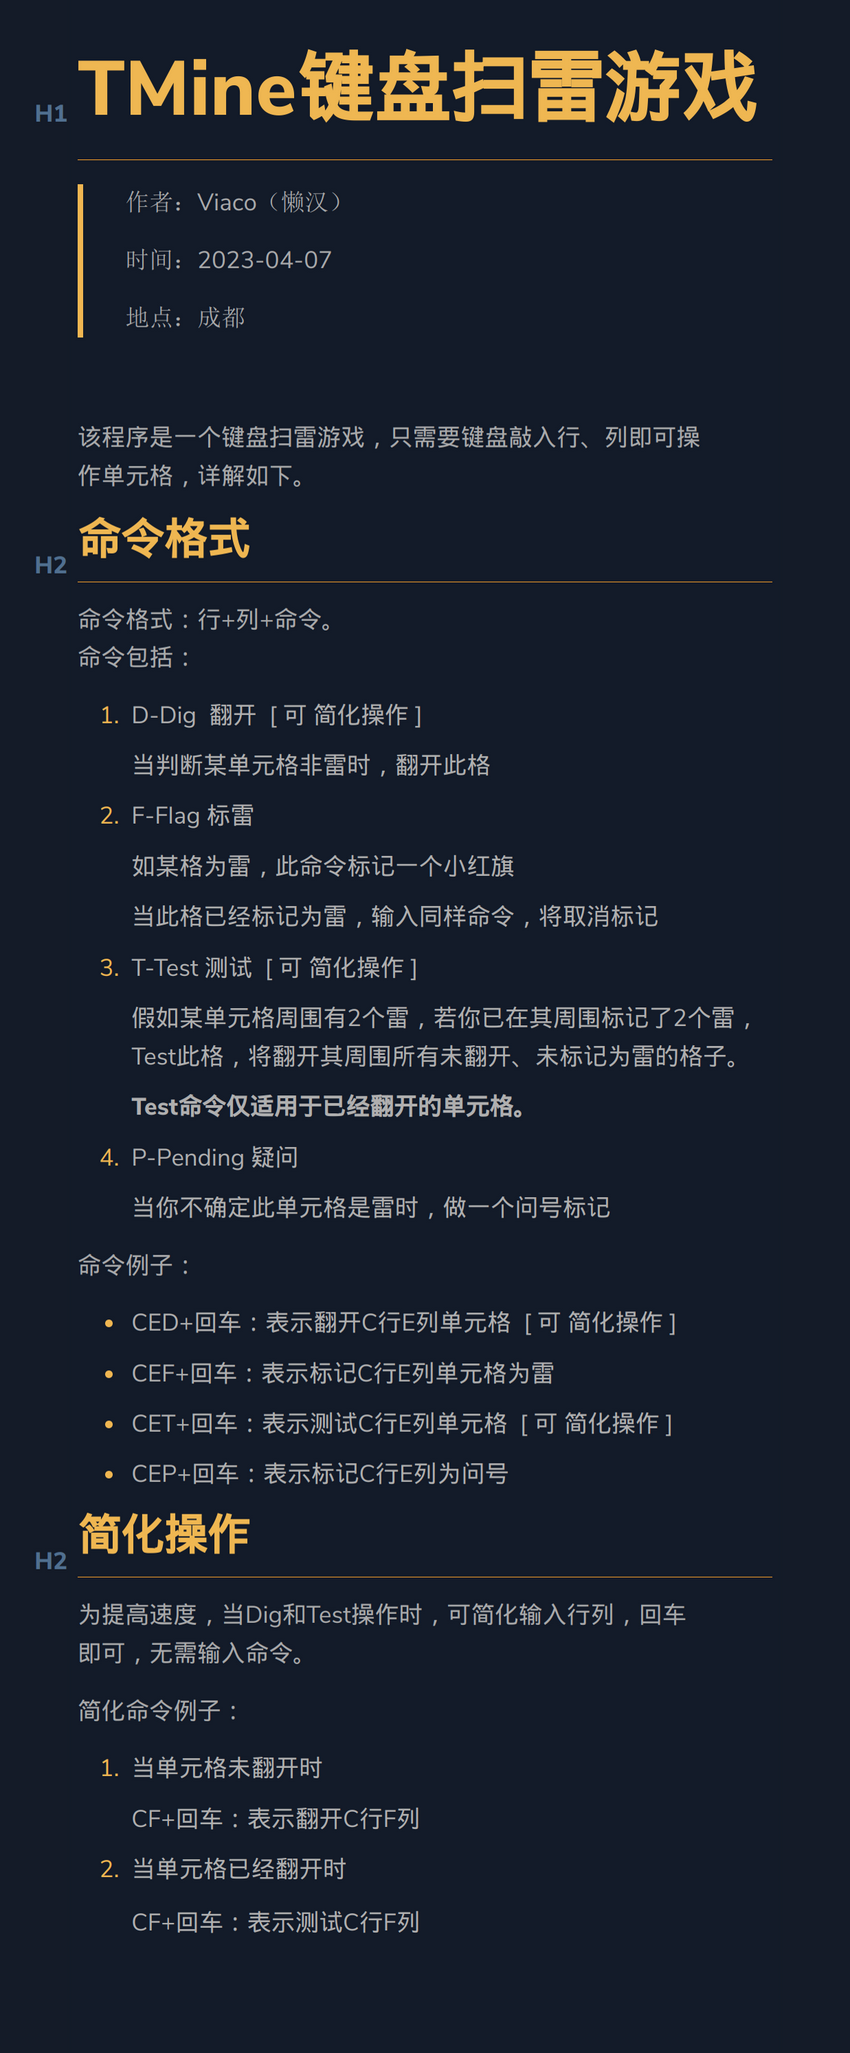 H1 TMine键盘扫雷游戏
作者：Viaco（懒汉）
时间：2023-04-07
地点：成都
该程序是一个键盘扫雷游戏，只需要键盘敲入行、列即可操
作单元格，详解如下。
H2 命令格式
命令格式：行+列+命令。
命令包括：
1. D-Dig 翻开［可 简化操作］
当判断某单元格非雷时，翻开此格
2. F-Flag 标雷
如某格为雷，此命令标记一个小红旗
当此格已经标记为雷，输入同样命令，将取消标记
3. T-Test 测试［可 简化操作］
假如某单元格周围有2个雷，若你已在其周围标记了2个雷，
Test此格，将翻开其周围所有未翻开、未标记为雷的格子。
Test命令仅适用于已经翻开的单元格。
4. P-Pending 疑问
当你不确定此单元格是雷时，做一个问号标记
命令例子：
• CED+回车：表示翻开C行E列单元格［可 简化操作］
• CEF+回车：表示标记C行E列单元格为雷
• CET+回车：表示测试C行E列单元格［可 简化操作］
• CEP+回车：表示标记C行E列为问号
H2 简化操作
为提高速度，当Dig和Test操作时，可简化输入行列，回车
即可，无需输入命令。
简化命令例子：
1. 当单元格未翻开时
CF+回车：表示翻开C行F列
2. 当单元格已经翻开时
CF+回车：表示测试C行F列